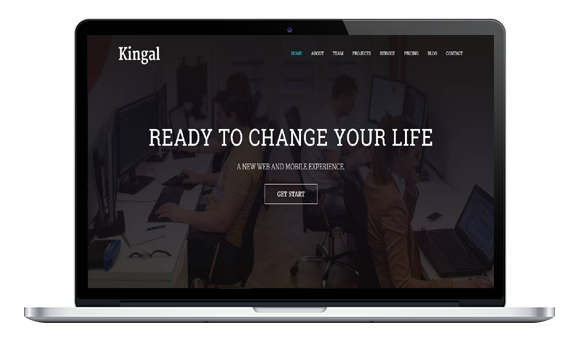 Kingal
HOME ABOUT TEAM PROJECTS SERVICE PRICING BLOG CONTACT
READY TO CHANGE YOUR LIFE
A NEW WEB AND MOBILE EXPERIENCE.
GET START